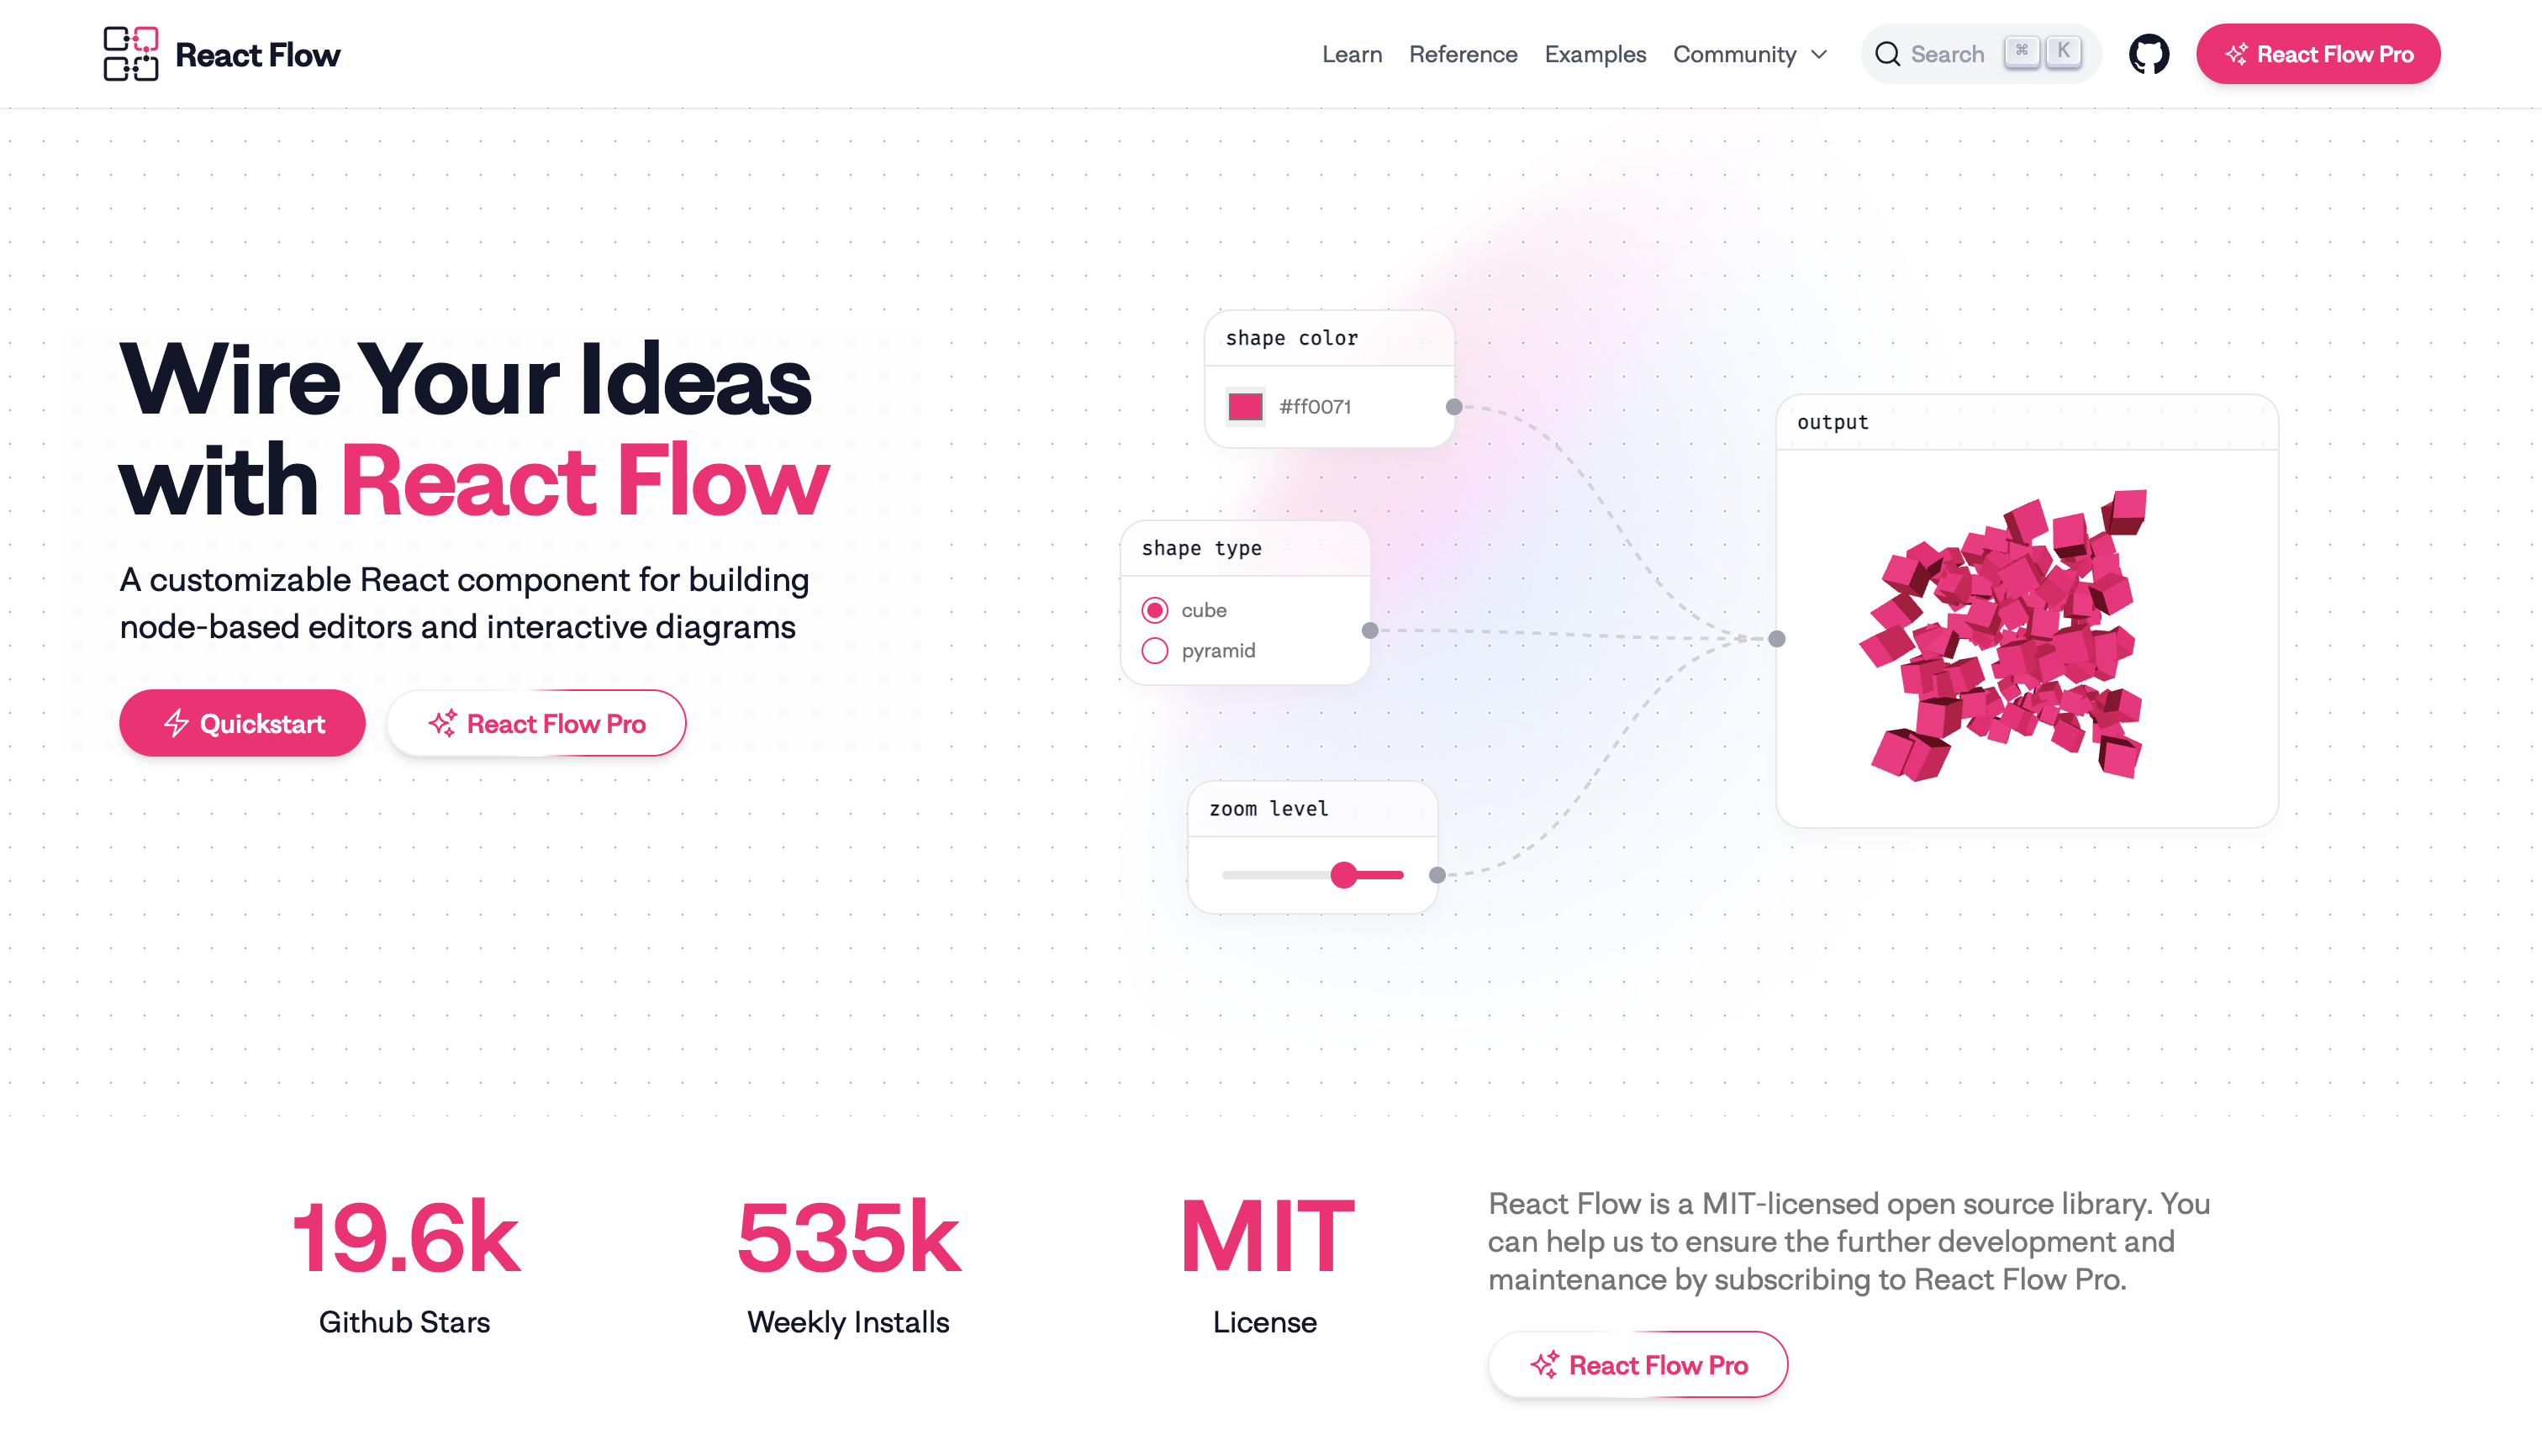 React Flow
Learn
Reference
Examples
Community
Search
⌘ K
React Flow Pro
Wire Your Ideas
with React Flow
A customizable React component for building
node-based editors and interactive diagrams
Quickstart
React Flow Pro
shape color
#ff0071
shape type
cube
pyramid
zoom level
output
19.6k
Github Stars
535k
Weekly Installs
MIT
License
React Flow is a MIT-licensed open source library. You
can help us to ensure the further development and
maintenance by subscribing to React Flow Pro.
React Flow Pro